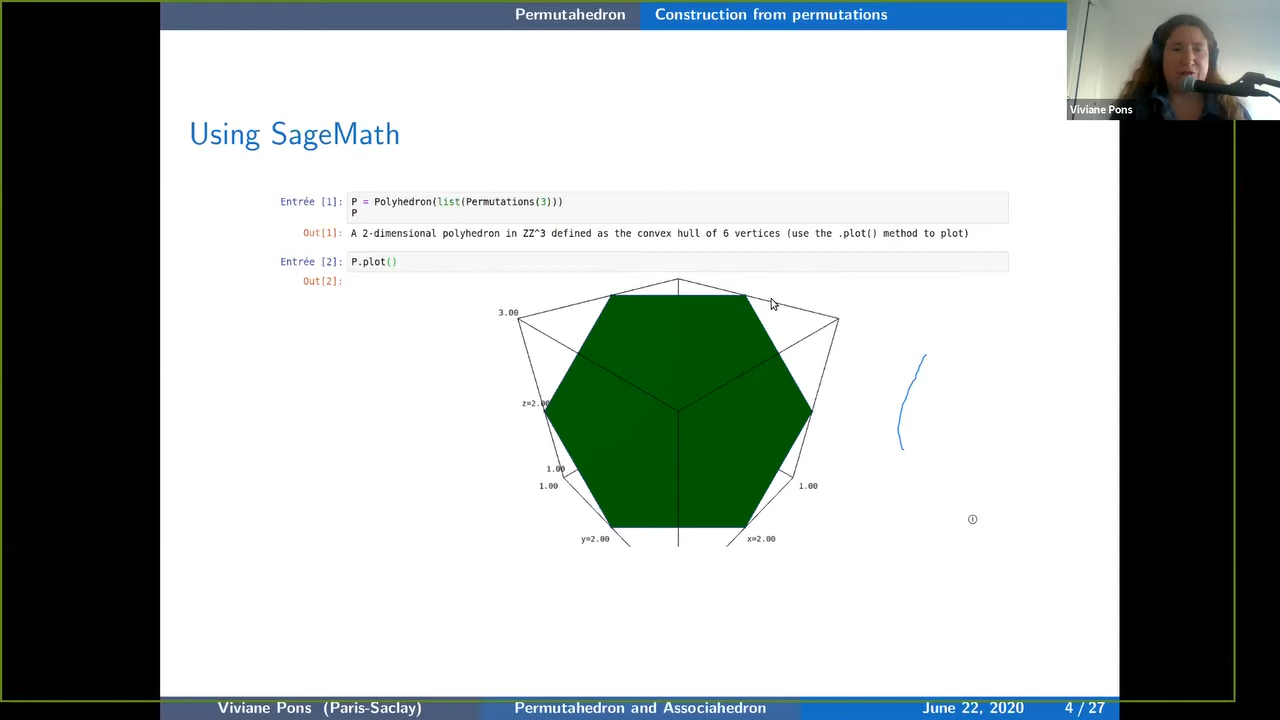 Permutahedron Construction from permutations
Viviane Pons
Using SageMath
Entrée [1]: P = Polyhedron(list(Permutations(3)))
P
Out[1]: A 2-dimensional polyhedron in ZZ^3 defined as the convex hull of 6 vertices (use the .plot() method to plot)
Entrée [2]: P.plot()
Out[2]:
3.00
z=2.00
1.00
1.00 1.00
y=2.00 x=2.00
Viviane Pons (Paris-Saclay) Permutahedron and Associahedron June 22, 2020 4 / 27